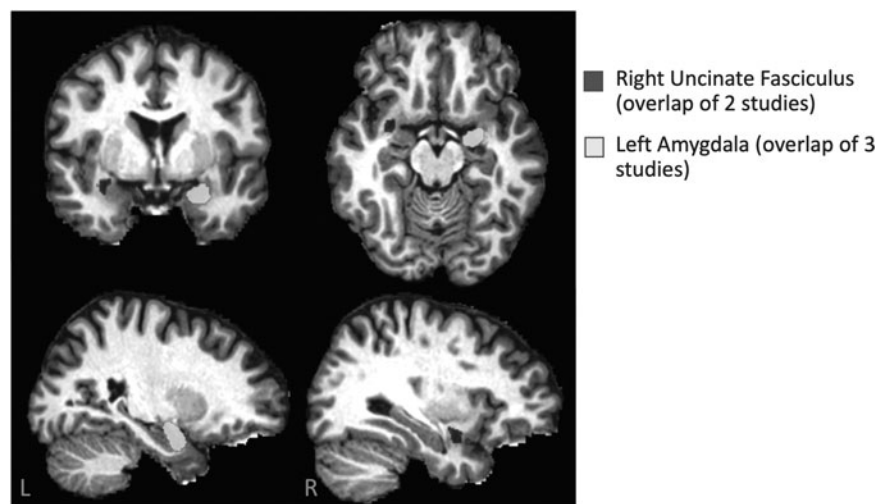 Right Uncinate Fasciculus
(overlap of 2 studies)
Left Amygdala (overlap of 3
studies)
L
R